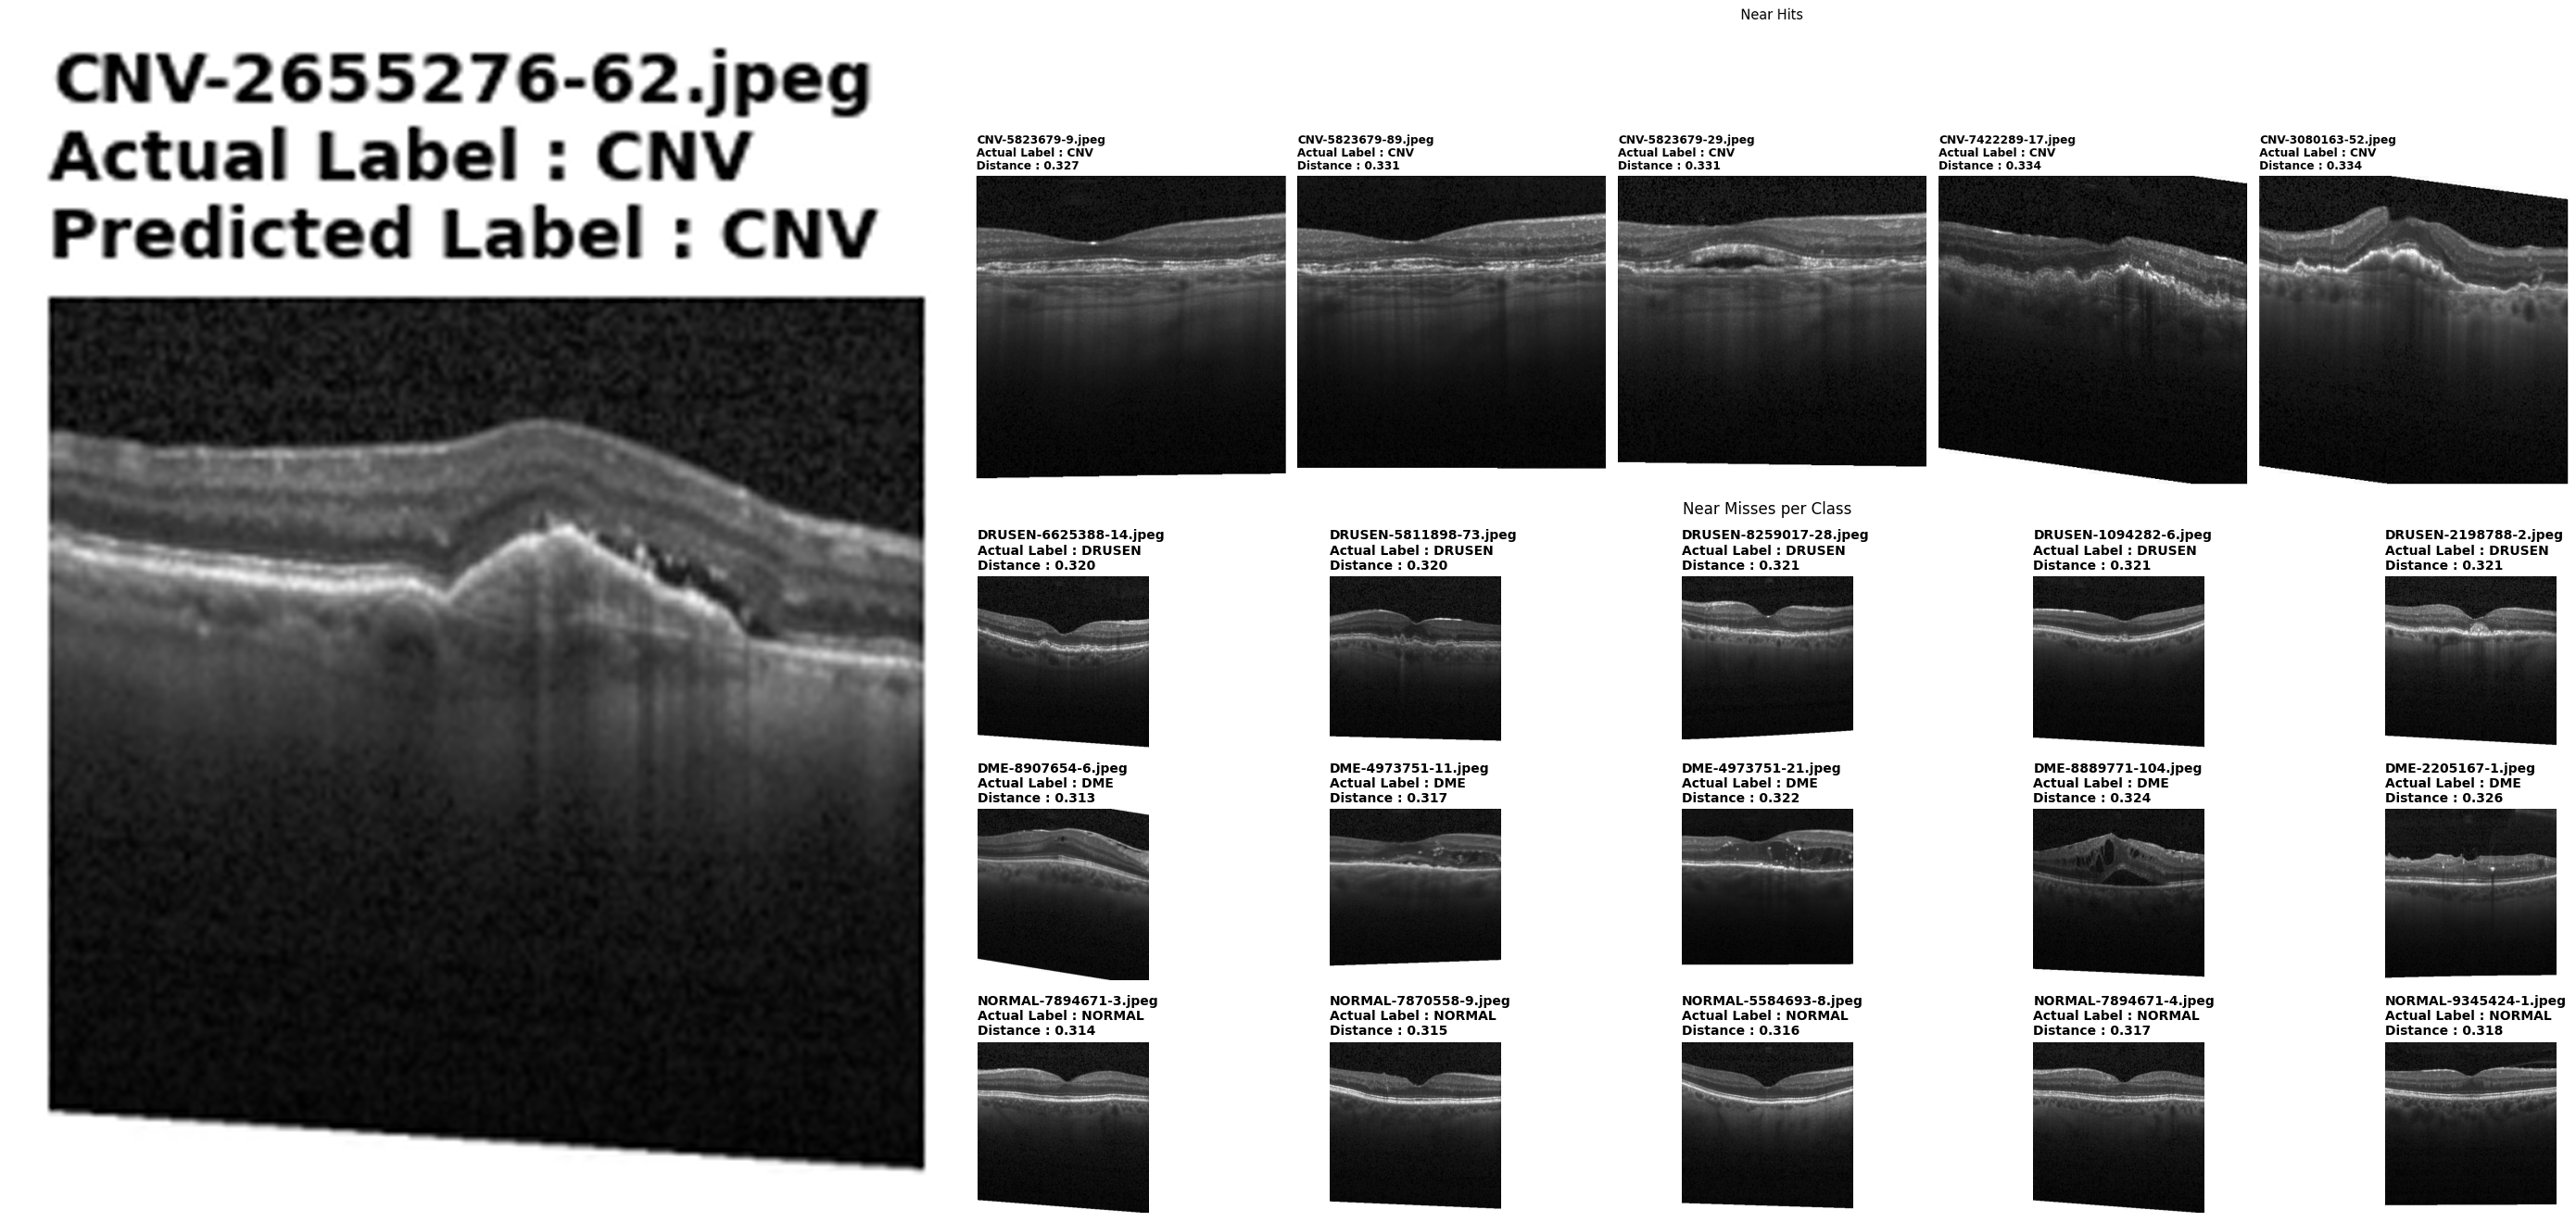 CNV-2655276-62.jpeg
Actual Label : CNV
Predicted Label : CNV
Near Hits
CNV-5823679-9.jpeg
Actual Label : CNV
Distance : 0.327
CNV-5823679-89.jpeg
Actual Label : CNV
Distance : 0.331
CNV-5823679-29.jpeg
Actual Label : CNV
Distance : 0.331
CNV-7422289-17.jpeg
Actual Label : CNV
Distance : 0.334
CNV-3080163-52.jpeg
Actual Label : CNV
Distance : 0.334
Near Misses per Class
DRUSEN-6625388-14.jpeg
Actual Label : DRUSEN
Distance : 0.320
DRUSEN-5811898-73.jpeg
Actual Label : DRUSEN
Distance : 0.320
DRUSEN-8259017-28.jpeg
Actual Label : DRUSEN
Distance : 0.321
DRUSEN-1094282-6.jpeg
Actual Label : DRUSEN
Distance : 0.321
DRUSEN-2198788-2.jpeg
Actual Label : DRUSEN
Distance : 0.321
DME-8907654-6.jpeg
Actual Label : DME
Distance : 0.313
DME-4973751-11.jpeg
Actual Label : DME
Distance : 0.317
DME-4973751-21.jpeg
Actual Label : DME
Distance : 0.322
DME-8889771-104.jpeg
Actual Label : DME
Distance : 0.324
DME-2205167-1.jpeg
Actual Label : DME
Distance : 0.326
NORMAL-7894671-3.jpeg
Actual Label : NORMAL
Distance : 0.314
NORMAL-7870558-9.jpeg
Actual Label : NORMAL
Distance : 0.315
NORMAL-5584693-8.jpeg
Actual Label : NORMAL
Distance : 0.316
NORMAL-7894671-4.jpeg
Actual Label : NORMAL
Distance : 0.317
NORMAL-9345424-1.jpeg
Actual Label : NORMAL
Distance : 0.318